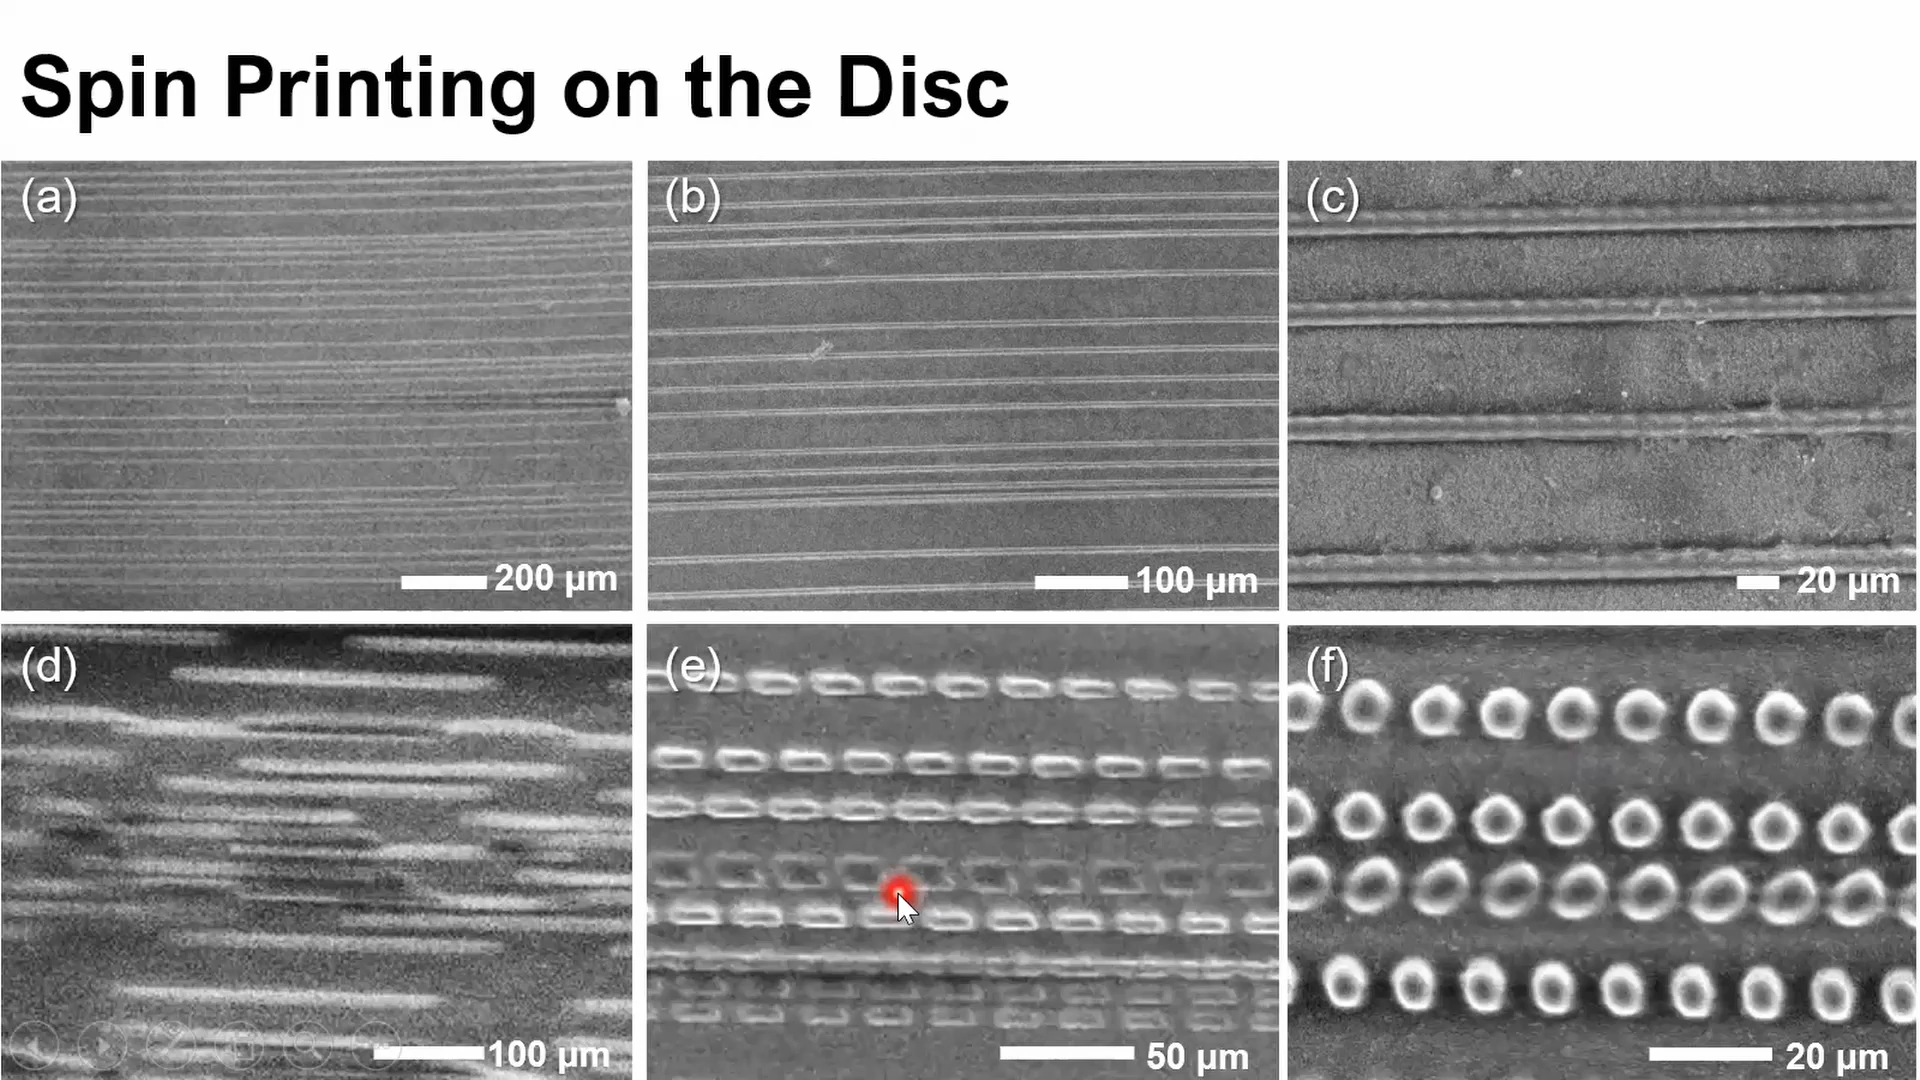 Spin Printing on the Disc
(a)
200 µm
(b)
100 µm
(c)
20 µm
(d)
100 µm
(e)
50 µm
(f)
20 µm